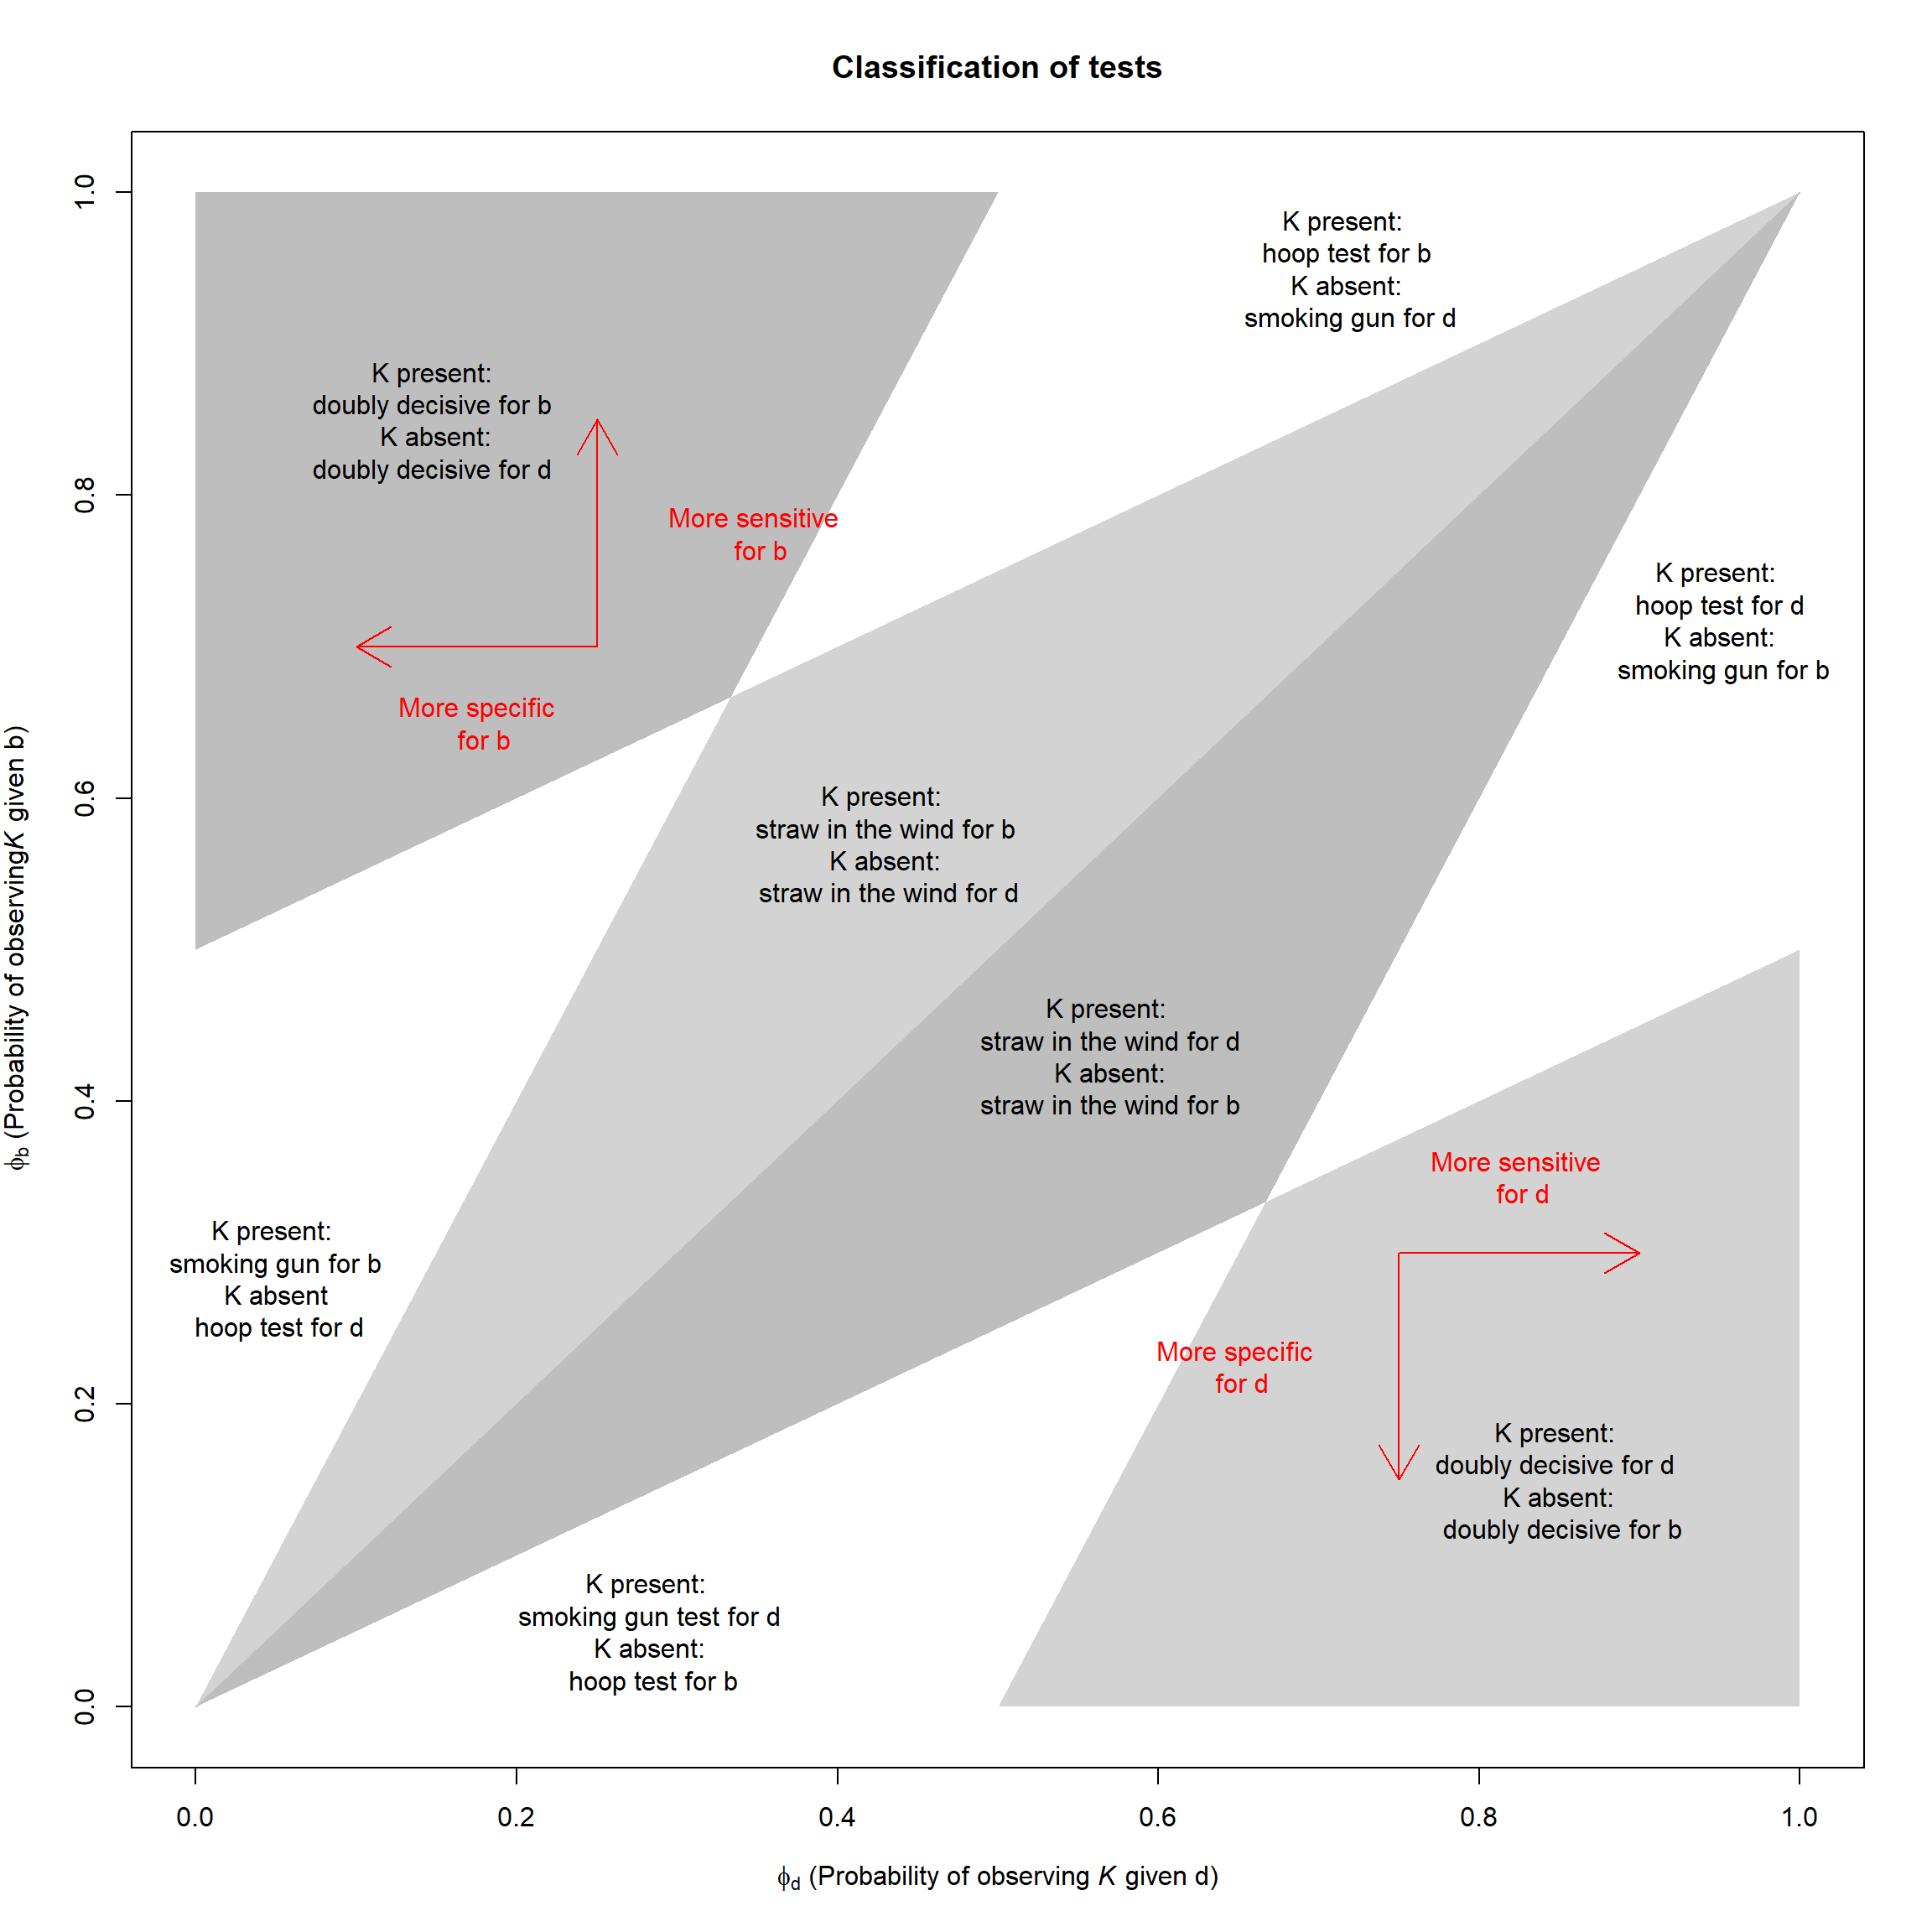 Classification of tests
1.0
0.8
0.6
0.4
0.2
0.0
ϕb (Probability of observingK given b)
K present:
hoop test for b
K absent:
smoking gun for d
K present:
doubly decisive for b
K absent:
doubly decisive for d
More sensitive
for b
More specific
for b
K present:
hoop test for d
K absent:
smoking gun for b
K present:
straw in the wind for b
K absent:
straw in the wind for d
K present:
straw in the wind for d
K absent:
straw in the wind for b
More sensitive
for d
K present:
smoking gun for b
K absent
hoop test for d
More specific
for d
K present:
doubly decisive for d
K absent:
doubly decisive for b
K present:
smoking gun test for d
K absent:
hoop test for b
0.0 0.2 0.4 0.6 0.8 1.0
ϕd (Probability of observing K given d)